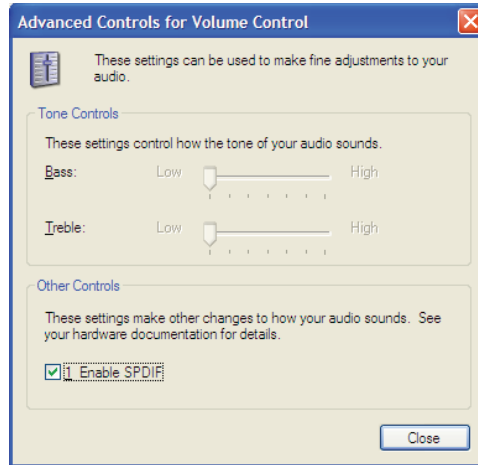 Advanced Controls for Volume Control
These settings can be used to make fine adjustments to your
audio.
Tone Controls
These settings control how the tone of your audio sounds.
Bass: Low High
Treble: Low High
Other Controls
These settings make other changes to how your audio sounds. See
your hardware documentation for details.
1 Enable SPDIF
Close